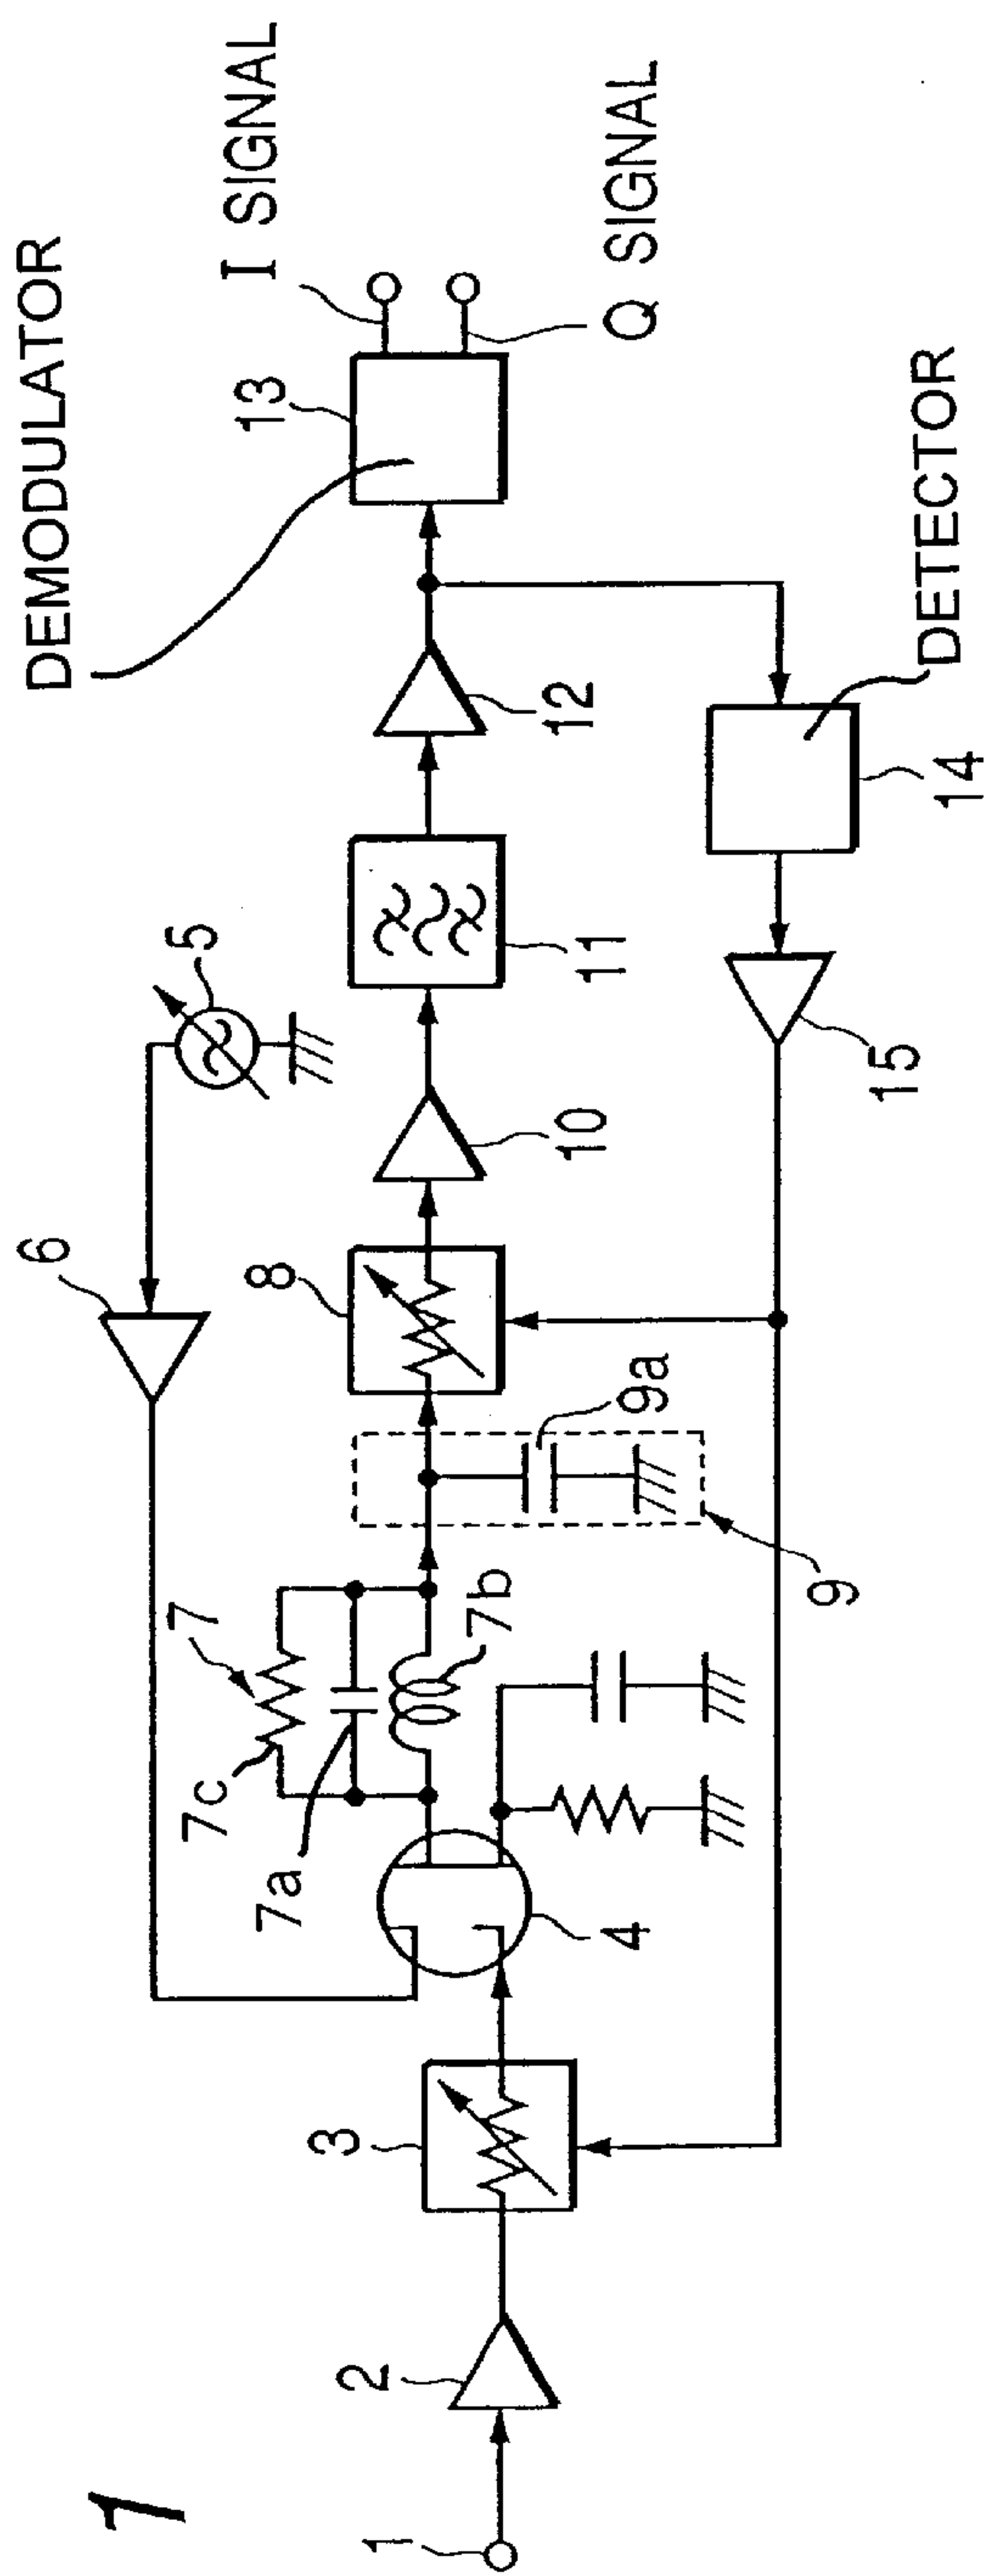 1
DEMODULATOR
I SIGNAL
Q SIGNAL
13
12
5
11
6
8
10
9a
9
7
7c
7a
7b
4
3
2
1
DETECTOR
14
15